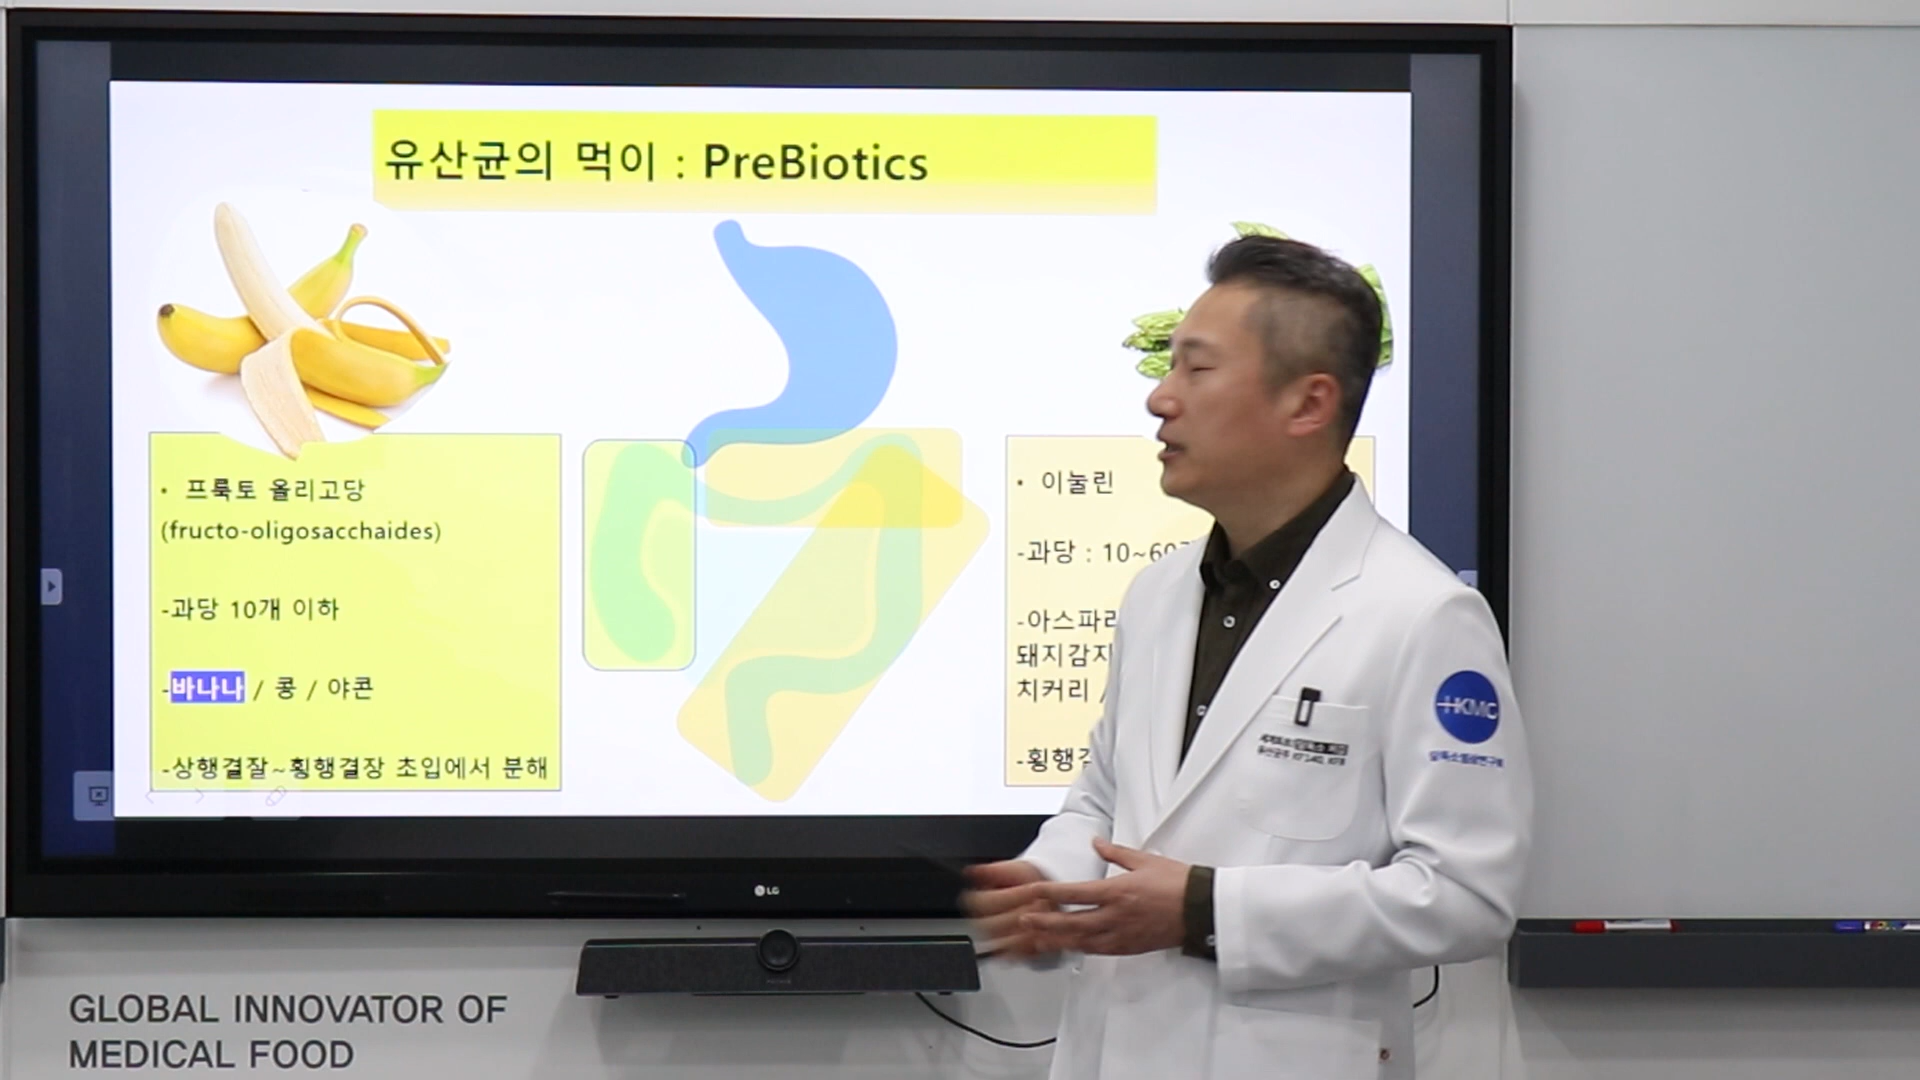 유산균의 먹이 : PreBiotics
• 프룩토 올리고당
(fructo-oligosacchaides)
-과당 10개 이하
-바나나 / 콩 / 야콘
-상행결잘~횡행결장 초입에서 분해
• 이눌린
-과당 : 10~60
-아스파라
돼지감자
치커리 /
-횡행
LG
HKMC
GLOBAL INNOVATOR OF
MEDICAL FOOD